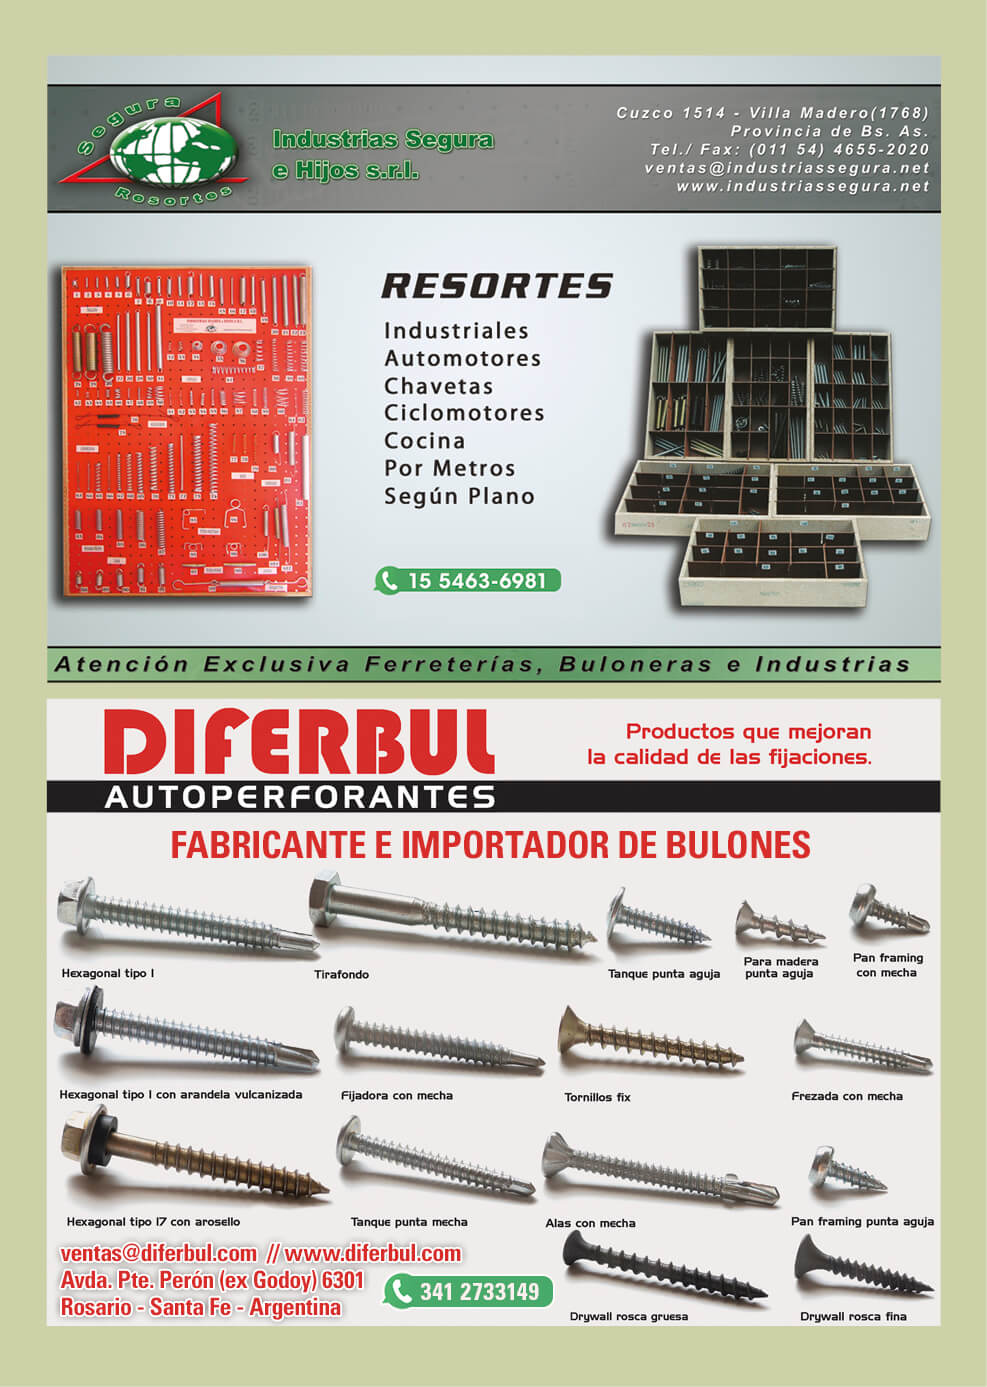 Segura
Resortes
Industrias Segura
e Hijos s.r.l.
Cuzco 1514 - Villa Madero(1768)
Provincia de Bs. As.
Tel./ Fax: (011 54) 4655-2020
ventas@industriassegura.net
www.industriassegura.net
RESORTES
Industriales
Automotores
Chavetas
Ciclomotores
Cocina
Por Metros
Según Plano
15 5463-6981
Atención Exclusiva Ferreterías, Buloneras e Industrias
DIFERBUL
AUTOPERFORANTES
Productos que mejoran
la calidad de las fijaciones.
FABRICANTE E IMPORTADOR DE BULONES
Hexagonal tipo 1
Tirafondo
Tanque punta aguja
Para madera
punta aguja
Pan framing
con mecha
Hexagonal tipo 1 con arandela vulcanizada
Fijadora con mecha
Tornillos fix
Frezada con mecha
Hexagonal tipo 17 con arosello
Tanque punta mecha
Alas con mecha
Pan framing punta aguja
ventas@diferbul.com // www.diferbul.com
Avda. Pte. Perón (ex Godoy) 6301
Rosario - Santa Fe - Argentina
341 2733149
Drywall rosca gruesa
Drywall rosca fina